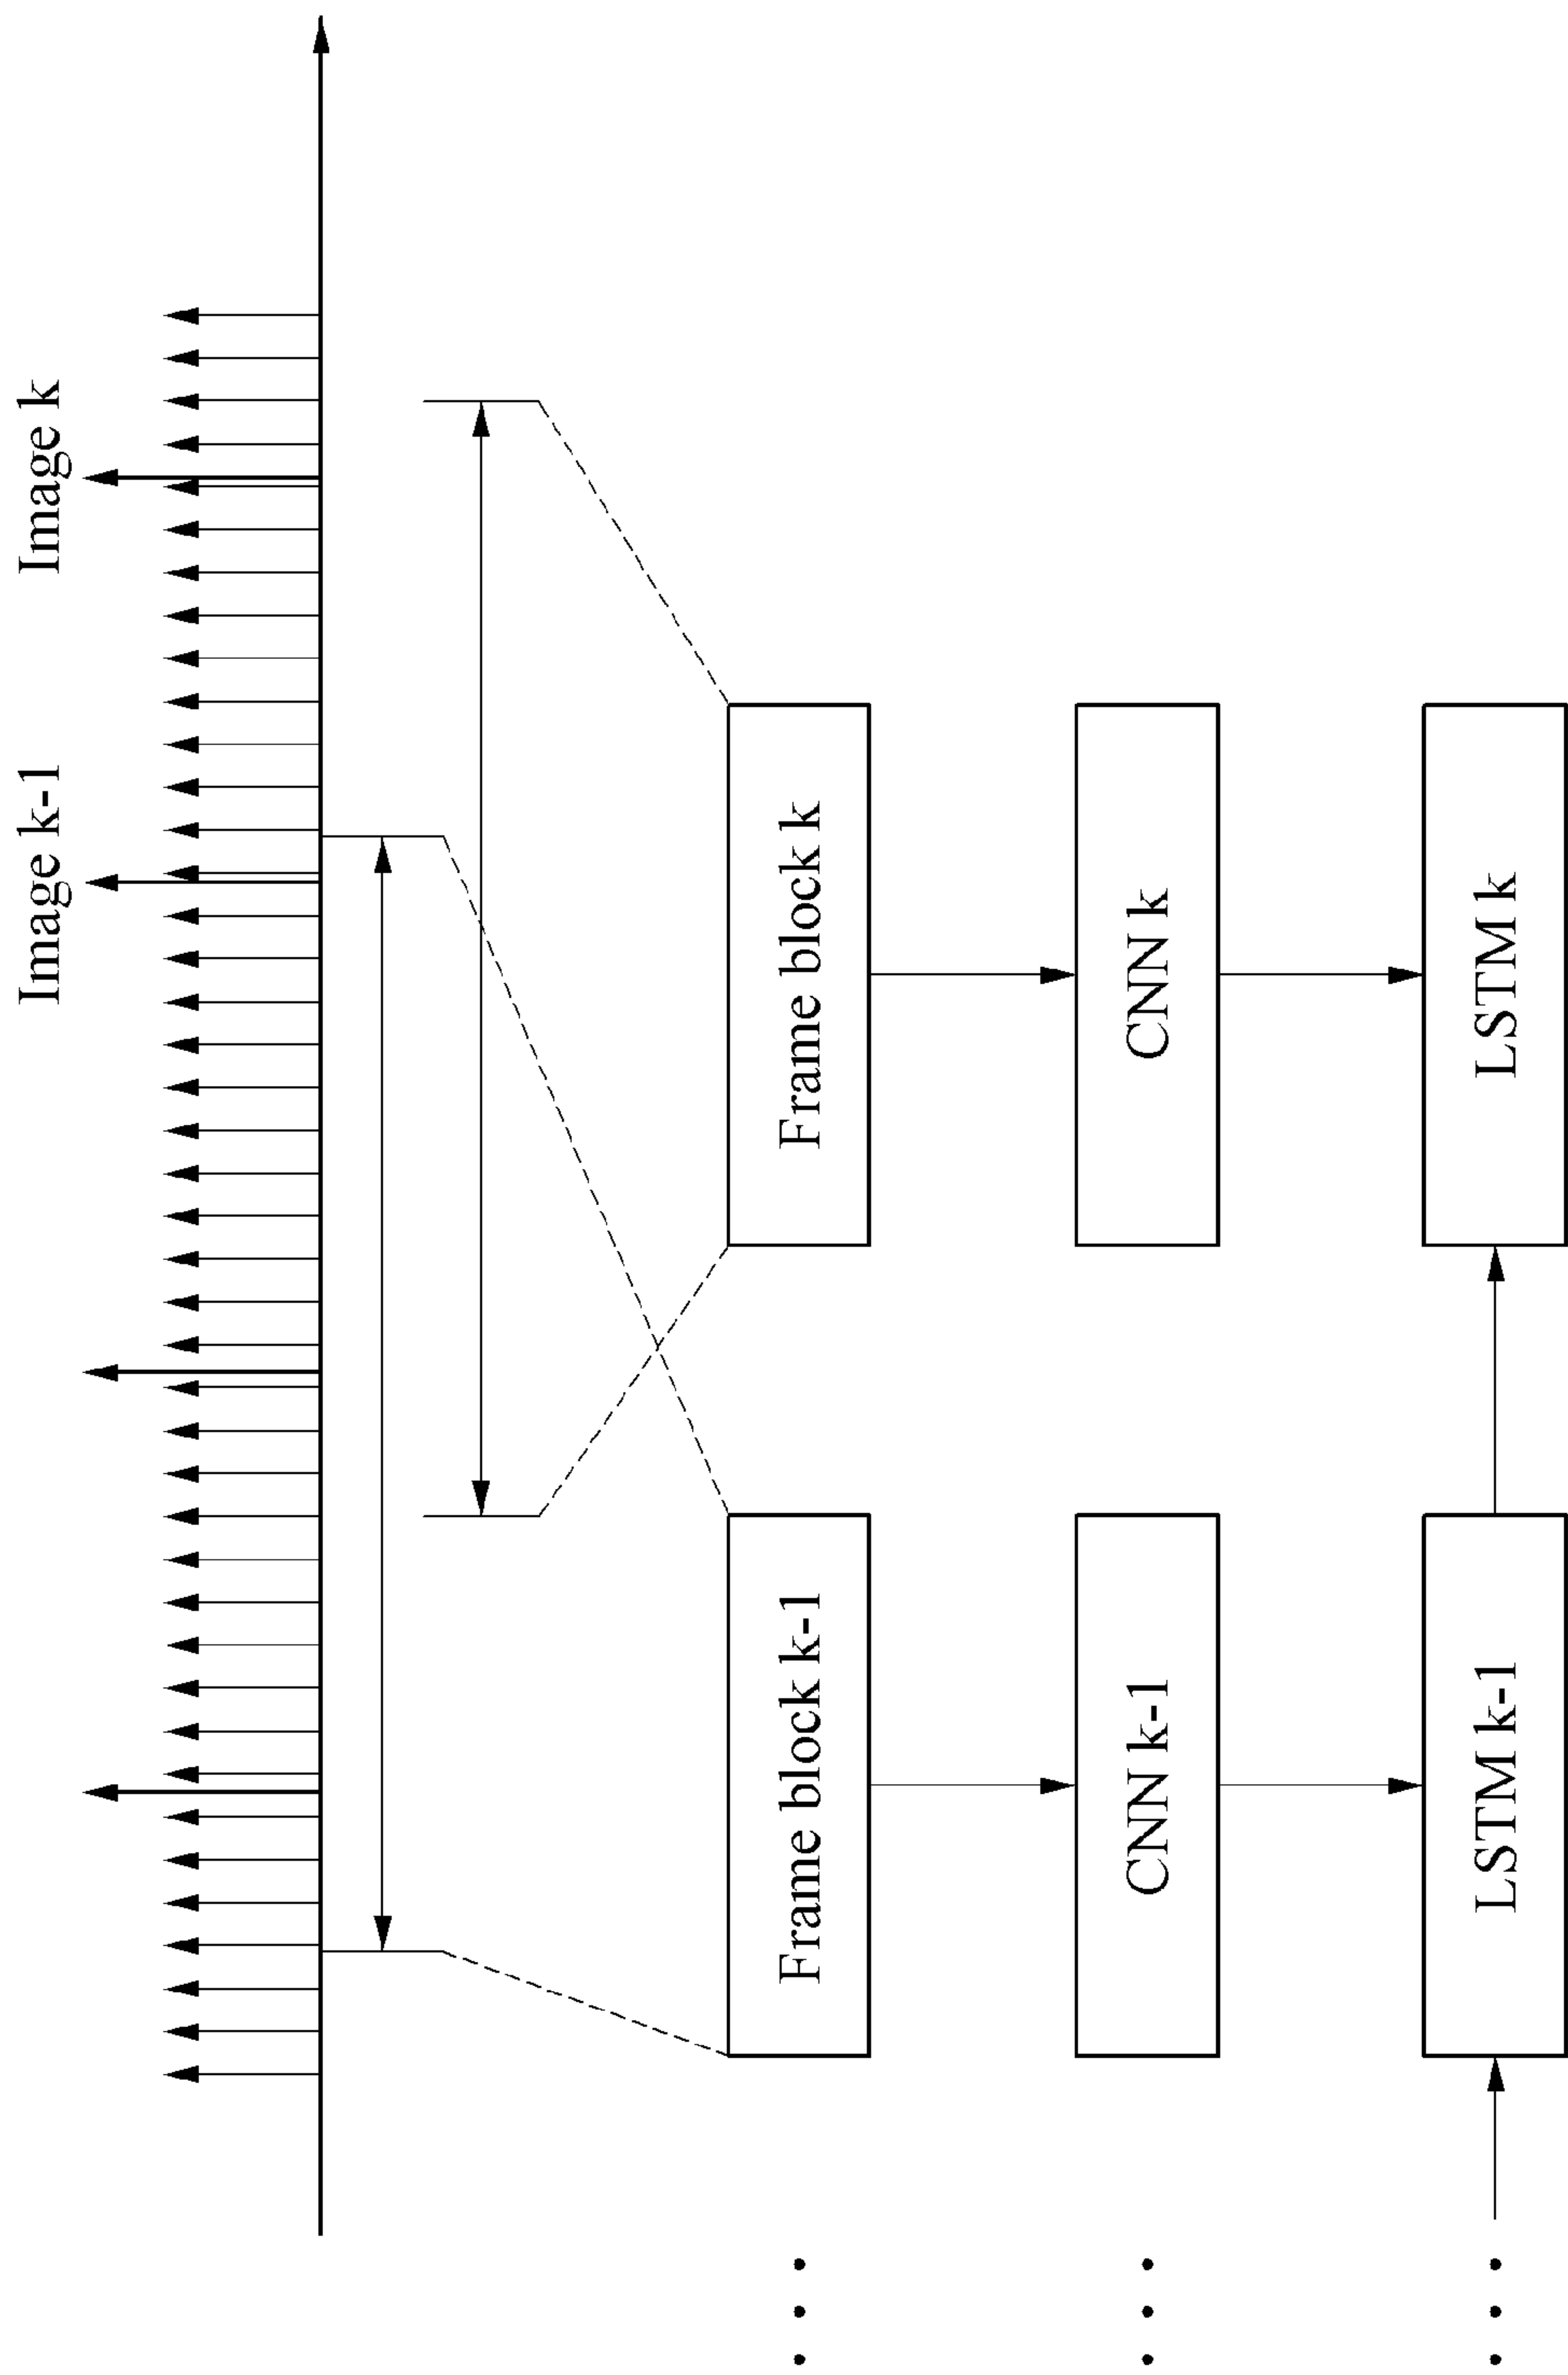 Image k-1
Image k
Frame block k-1
Frame block k
CNN k-1
CNN k
LSTM k-1
LSTM k